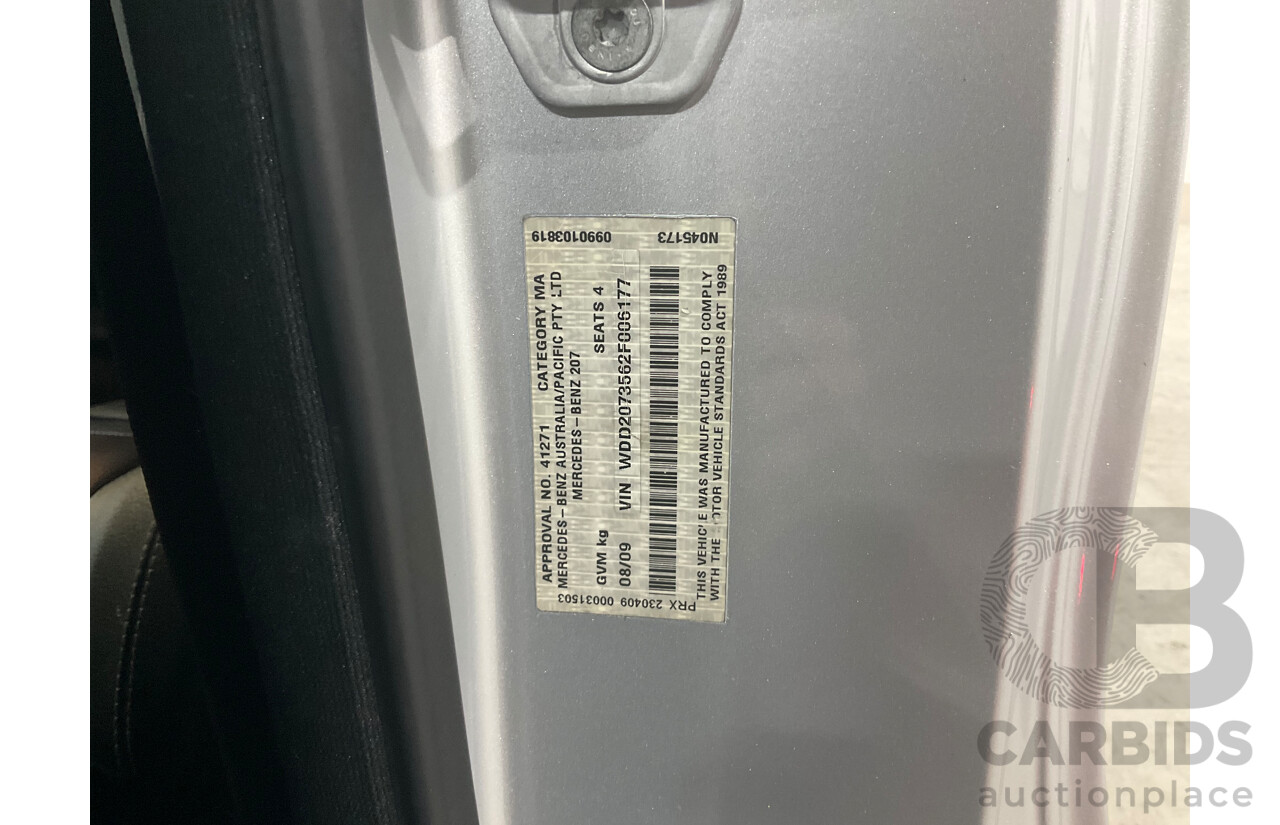 APPROVAL NO. 41271 CATEGORY MA
MERCEDES-BENZ AUSTRALIA/PACIFIC PTY LTD
MERCEDES-BENZ 207
GVM kg SEATS 4
08/09 VIN WDD2073562F006177
THIS VEHICLE WAS MANUFACTURED TO COMPLY
WITH THE MOTOR VEHICLE STANDARDS ACT 1989
0990103819 N045173
PRX 230409 00031503
CB
CARBIDS
auctionplace